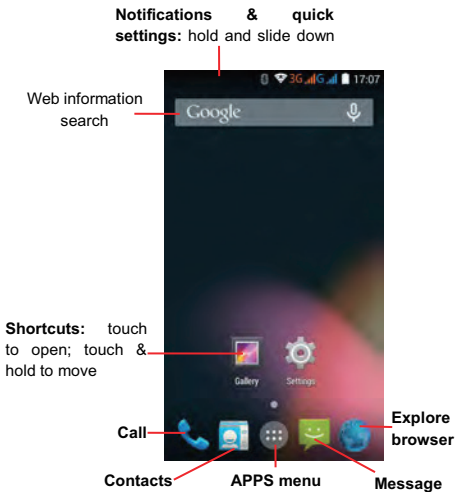 Notifications & quick
settings: hold and slide down
3G G 17:07
Web information
search
Google
Shortcuts: touch
to open; touch &
hold to move
Gallery Settings
Call
Explore
browser
Contacts
APPS menu
Message